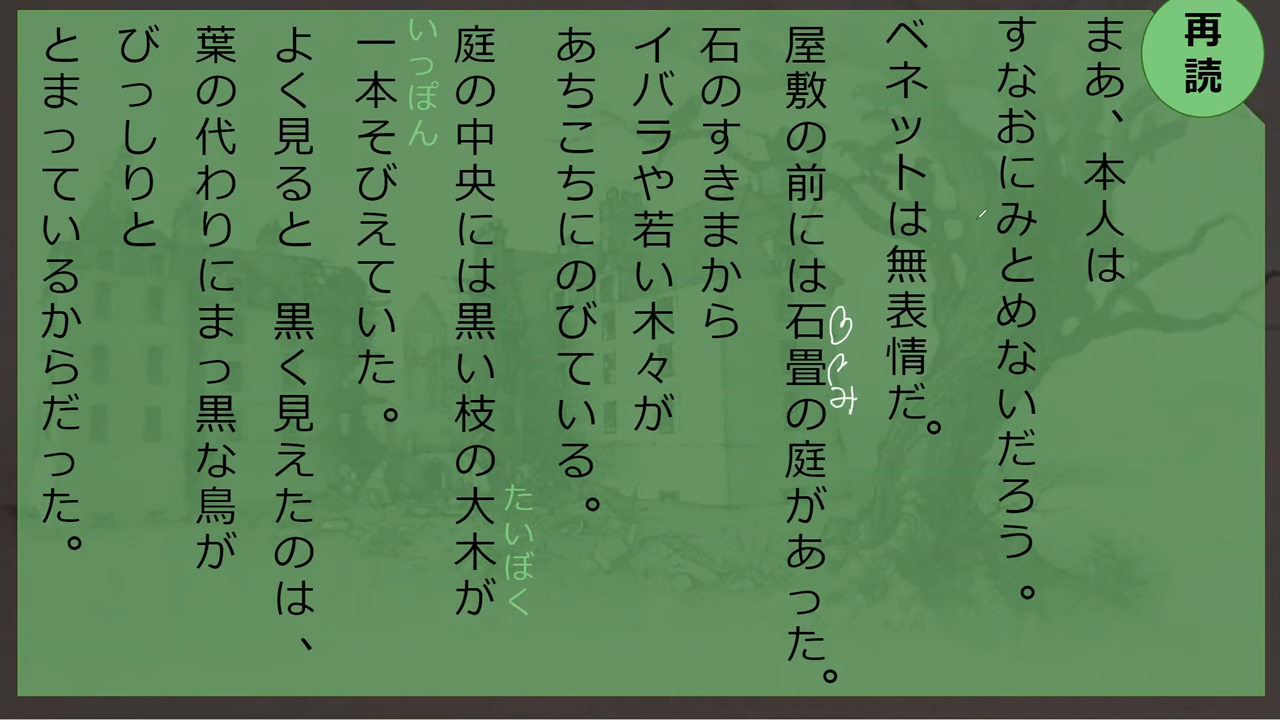 再読
まあ、本人は
すなおにみとめないだろう。
ベネットは無表情だ。
屋敷の前には石畳の庭があった。
石のすきまから
イバラや若い木々が
あちこちにのびている。
たいぼく
庭の中央には黒い枝の大木が
いっぽん
一本そびえていた。
よく見ると　黒く見えたのは、
葉の代わりにまっ黒な鳥が
びっしりと
とまっているからだった。